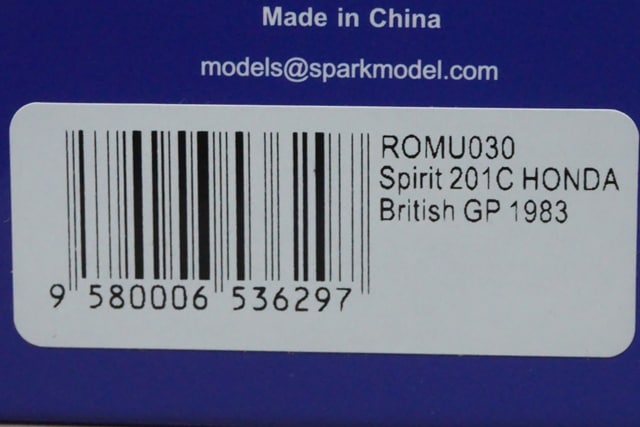 Made in China
models@sparkmodel.com
ROMU030
Spirit 201C HONDA
British GP 1983
9 580006 536297